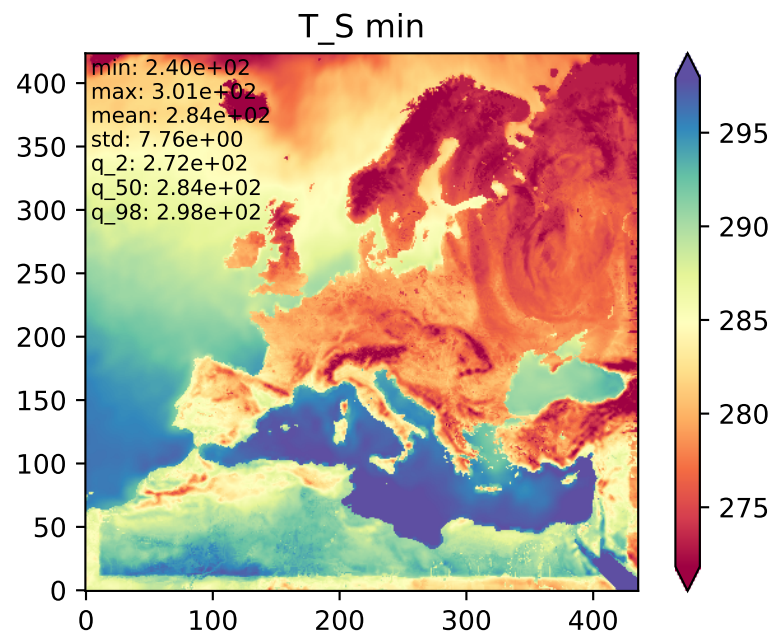 T_S min
min: 2.40e+02
max: 3.01e+02
mean: 2.84e+02
std: 7.76e+00
q_2: 2.72e+02
q_50: 2.84e+02
q_98: 2.98e+02
400
350
300
250
200
150
100
50
0
0 100 200 300 400
295
290
285
280
275